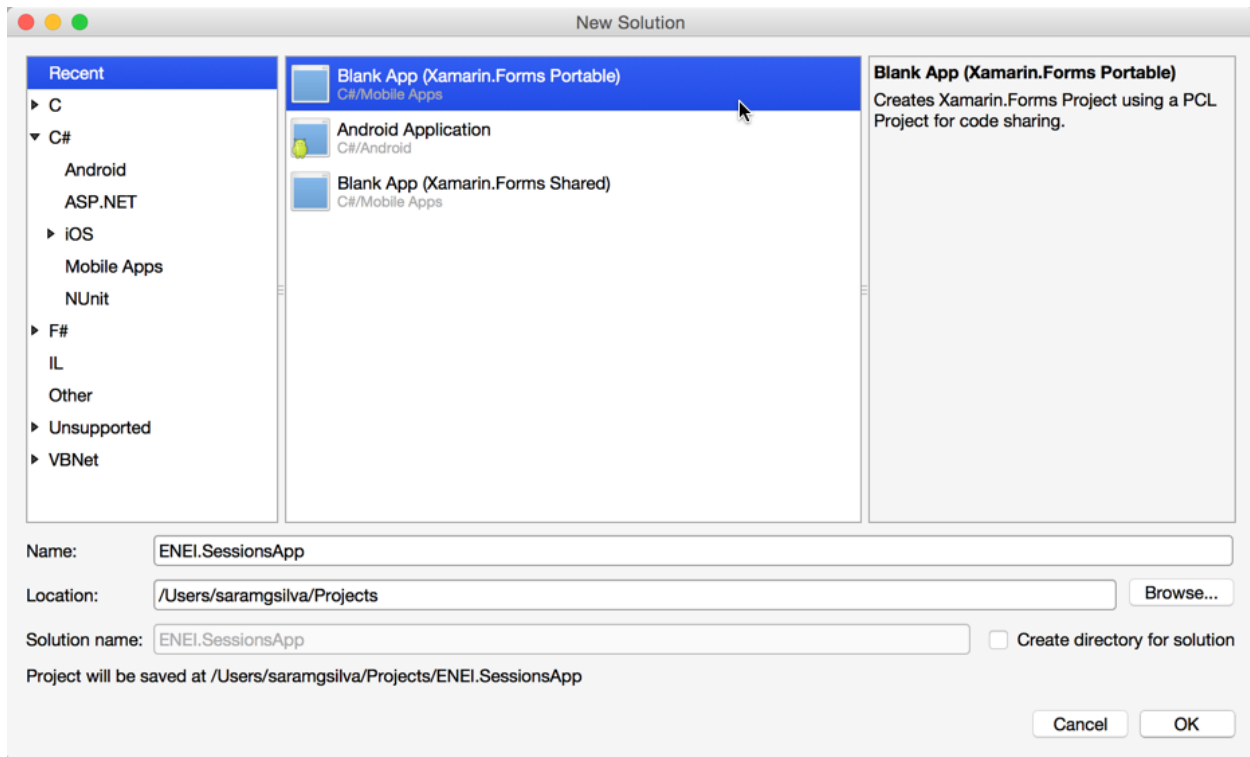 New Solution
Recent
C
C#
Android
ASP.NET
iOS
Mobile Apps
NUnit
F#
IL
Other
Unsupported
VBNet
Blank App (Xamarin.Forms Portable)
C#/Mobile Apps
Android Application
C#/Android
Blank App (Xamarin.Forms Shared)
C#/Mobile Apps
Blank App (Xamarin.Forms Portable)
Creates Xamarin.Forms Project using a PCL
Project for code sharing.
Name: ENEI.SessionsApp
Location: /Users/saramgsilva/Projects Browse...
Solution name: ENEI.SessionsApp Create directory for solution
Project will be saved at /Users/saramgsilva/Projects/ENEI.SessionsApp
Cancel OK